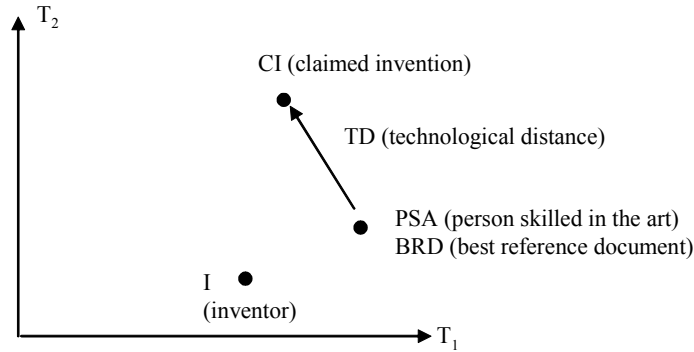 T2
CI (claimed invention)
TD (technological distance)
PSA (person skilled in the art)
BRD (best reference document)
I
(inventor)
T1